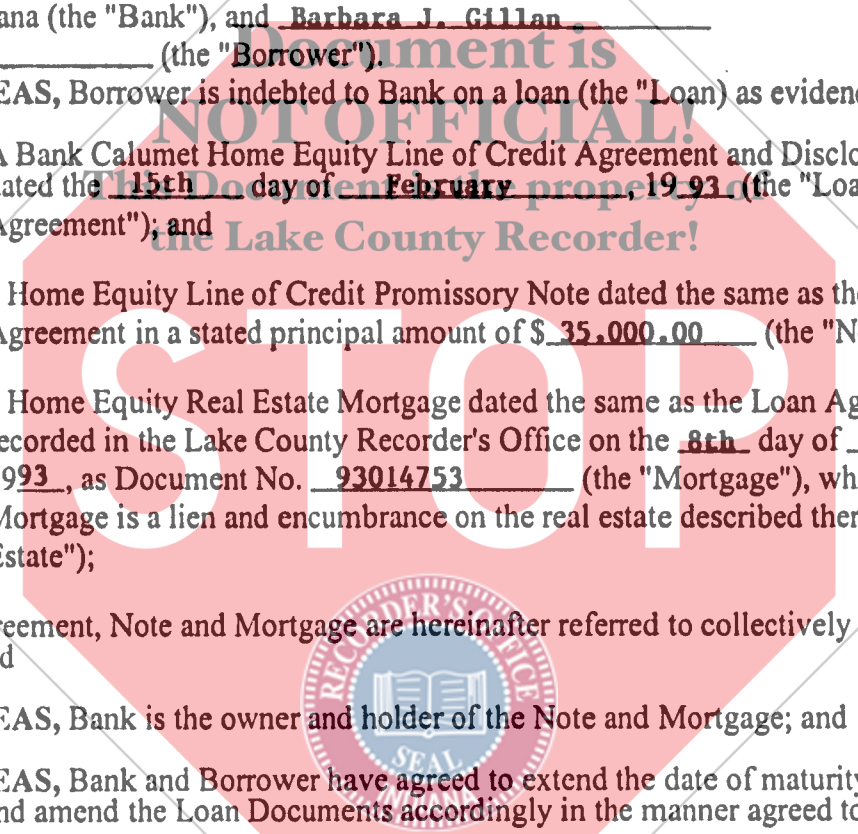 ana (the "Bank"), and Barbara J. Gillan
(the "Borrower").
Document is
EAS, Borrower is indebted to Bank on a loan (the "Loan) as eviden
NOT OFFICIAL!
A Bank Calumet Home Equity Line of Credit Agreement and Disclo
ated the 15th day of February, 19 93 (the "Loa
This Document is the property of
Agreement"); and
the Lake County Recorder!
Home Equity Line of Credit Promissory Note dated the same as the
Agreement in a stated principal amount of $ 35,000.00 (the "N
STOP
Home Equity Real Estate Mortgage dated the same as the Loan Ag
ecorded in the Lake County Recorder's Office on the 8th day of
993, as Document No. 93014753 (the "Mortgage"), wh
Mortgage is a lien and encumbrance on the real estate described ther
Estate");
reement, Note and Mortgage are hereinafter referred to collectively
d
RECORDER'S OFFICE
EAS, Bank is the owner and holder of the Note and Mortgage; and
SEAL
EAS, Bank and Borrower have agreed to extend the date of maturity
INDIANA
nd amend the Loan Documents accordingly in the manner agreed to